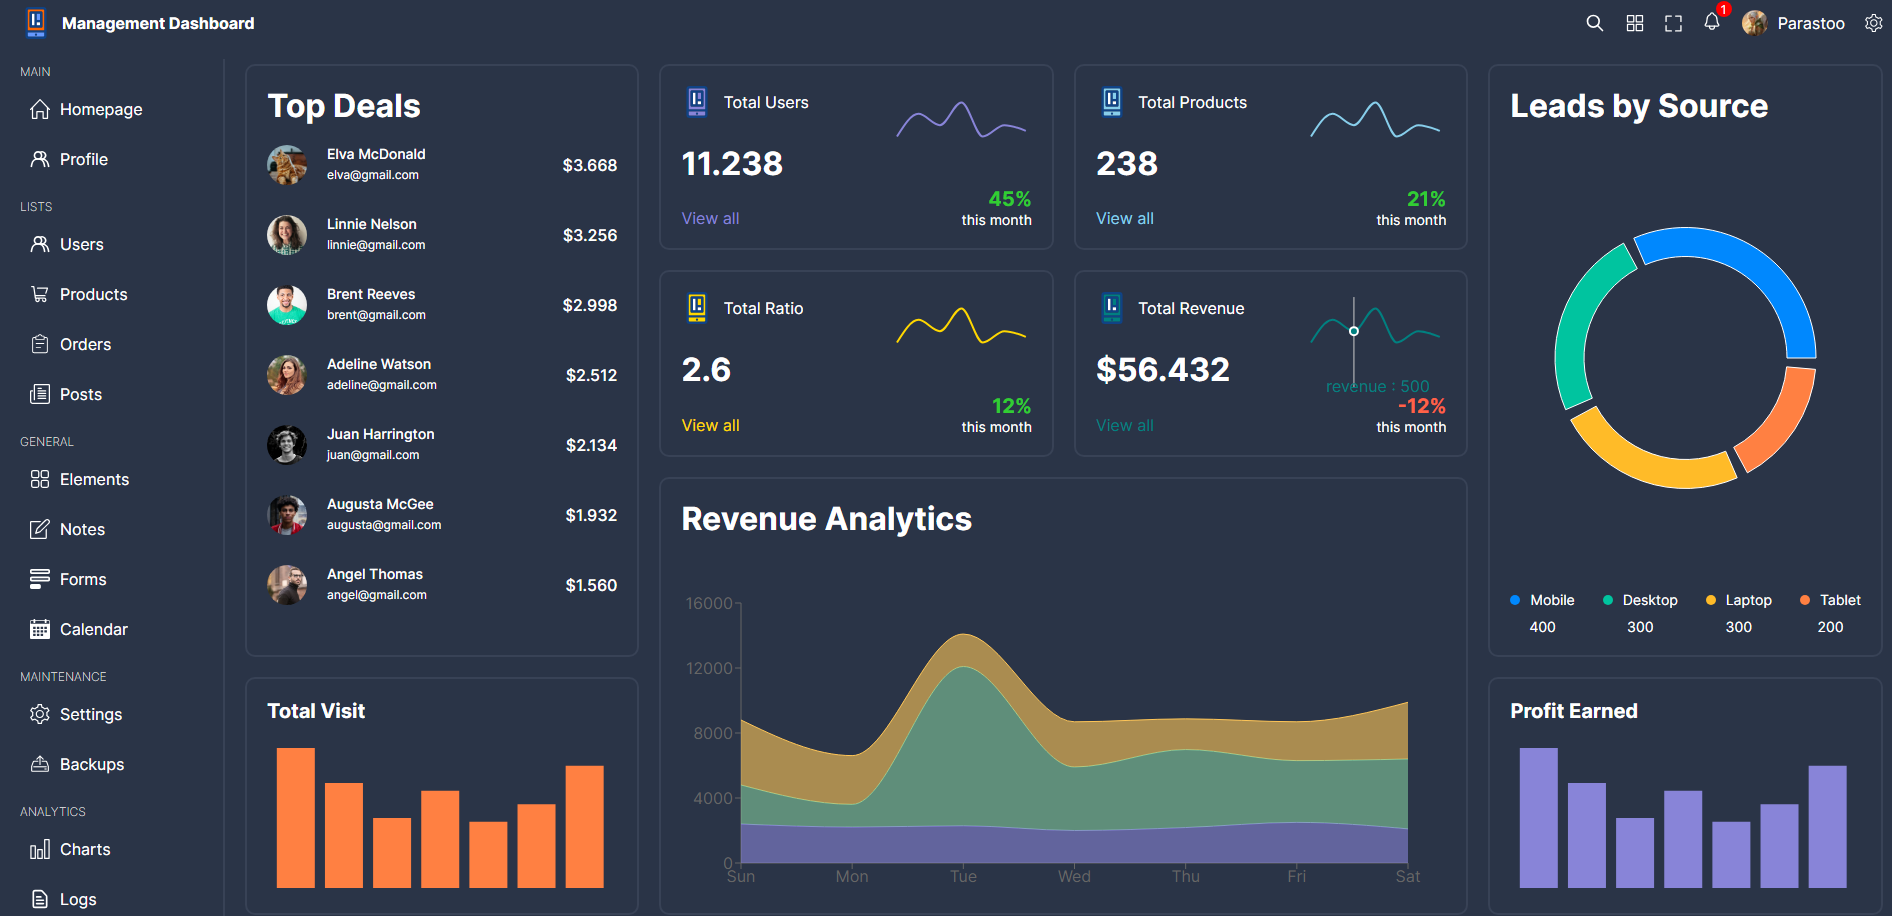 Management Dashboard
1
Parastoo
MAIN
Homepage
Profile
LISTS
Users
Products
Orders
Posts
GENERAL
Elements
Notes
Forms
Calendar
MAINTENANCE
Settings
Backups
ANALYTICS
Charts
Logs
Top Deals
Elva McDonald
elva@gmail.com
$3.668
Linnie Nelson
linnie@gmail.com
$3.256
Brent Reeves
brent@gmail.com
$2.998
Adeline Watson
adeline@gmail.com
$2.512
Juan Harrington
juan@gmail.com
$2.134
Augusta McGee
augusta@gmail.com
$1.932
Angel Thomas
angel@gmail.com
$1.560
Total Users
11.238
View all
45%
this month
Total Products
238
View all
21%
this month
Total Ratio
2.6
View all
12%
this month
Total Revenue
$56.432
revenue : 500
View all
-12%
this month
Leads by Source
Mobile
400
Desktop
300
Laptop
300
Tablet
200
Total Visit
Revenue Analytics
16000
12000
8000
4000
0
Sun Mon Tue Wed Thu Fri Sat
Profit Earned